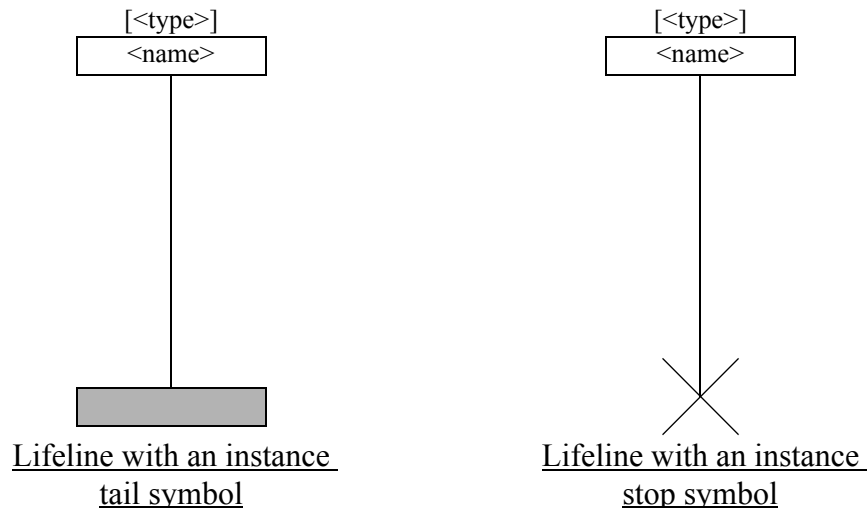 [<type>]
<name>
Lifeline with an instance
tail symbol
[<type>]
<name>
Lifeline with an instance
stop symbol